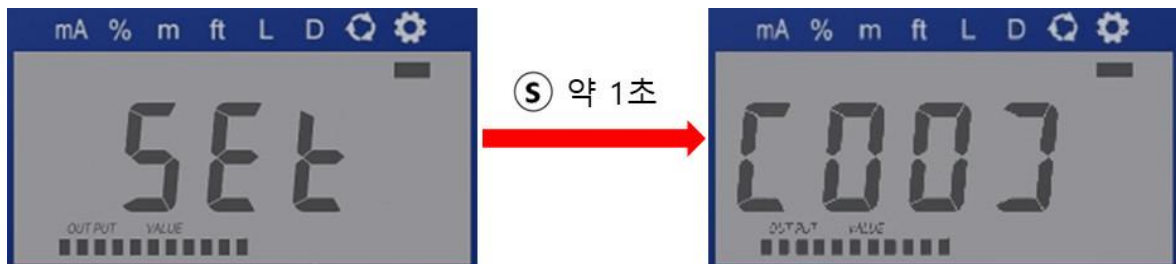 mA % m ft L D
SEt
OUTPUT VALUE
S 약 1초
mA % m ft L D
[00]
OUTPUT VALUE